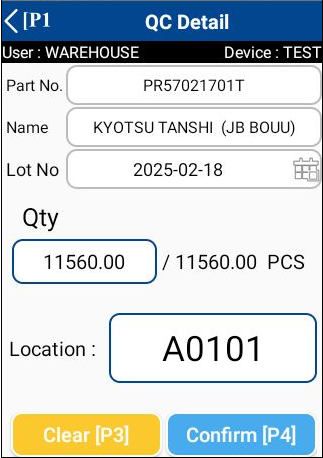 [P1 QC Detail
User : WAREHOUSE Device : TEST
Part No. PR57021701T
Name KYOTSU TANSHI (JB BOUU)
Lot No 2025-02-18
Qty
11560.00 / 11560.00 PCS
Location : A0101
Clear [P3] Confirm [P4]